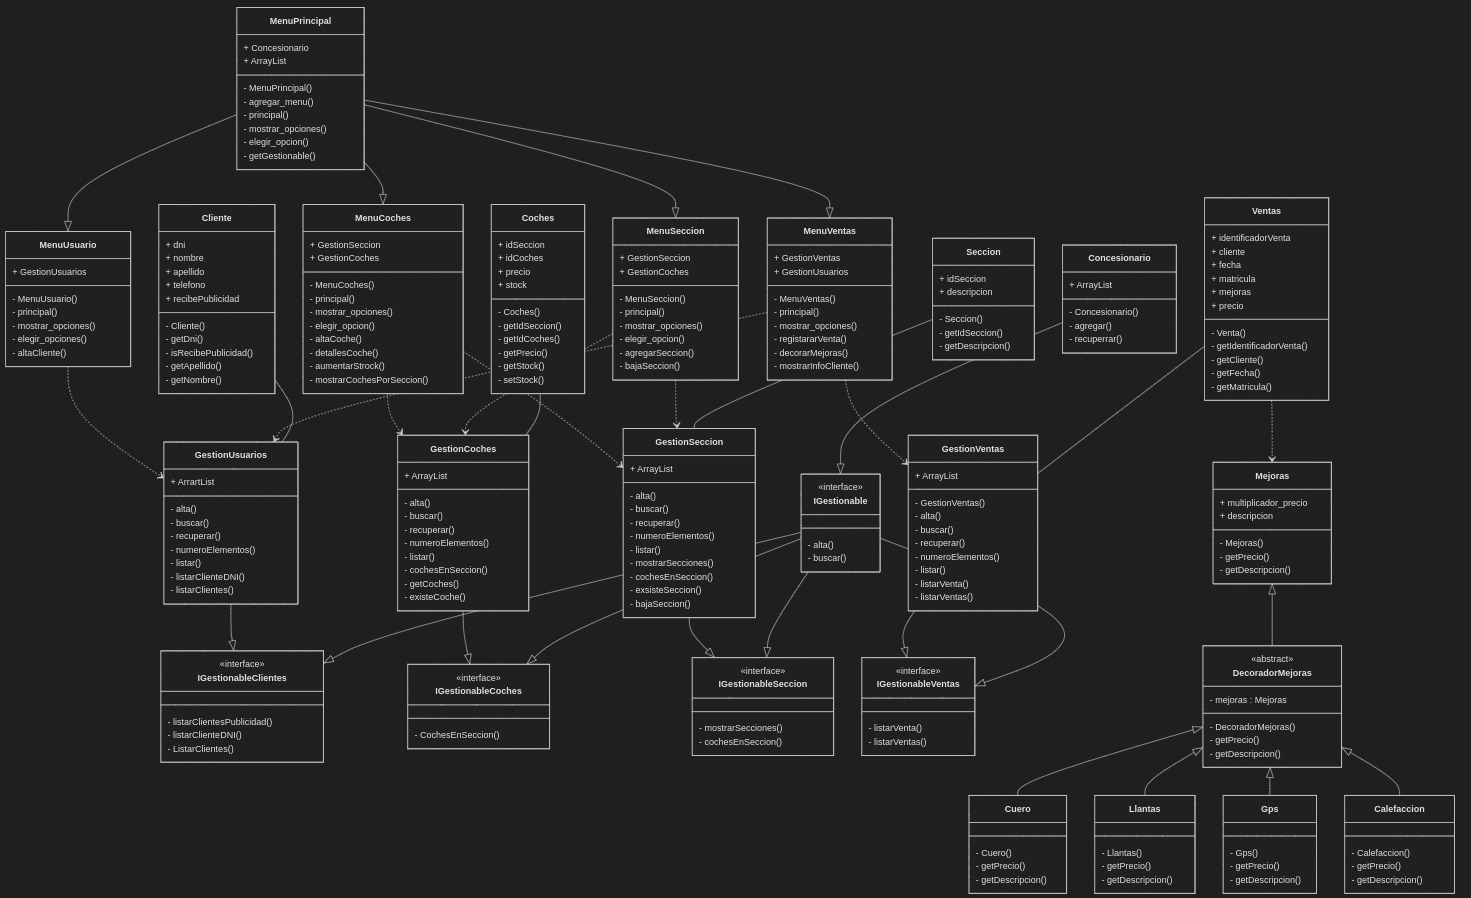 MenuPrincipal
+ Concesionario
+ ArrayList
- MenuPrincipal()
- agregar_menu()
- principal()
- mostrar_opciones()
- elegir_opcion()
- getGestionable()
MenuUsuario
+ GestionUsuarios
- MenuUsuario()
- principal()
- mostrar_opciones()
- elegir_opciones()
- altaCliente()
Cliente
+ dni
+ nombre
+ apellido
+ telefono
+ recibePublicidad
- Cliente()
- getDni()
- isRecibePublicidad()
- getApellido()
- getNombre()
MenuCoches
+ GestionSeccion
+ GestionCoches
- MenuCoches()
- principal()
- mostrar_opciones()
- elegir_opcion()
- altaCoche()
- detallesCoche()
- aumentarStrock()
- mostrarCochesPorSeccion()
Coches
+ idSeccion
+ idCoches
+ precio
+ stock
- Coches()
- getIdSeccion()
- getIdCoches()
- getPrecio()
- getStock()
- setStock()
MenuSeccion
+ GestionSeccion
+ GestionCoches
- MenuSeccion()
- principal()
- mostrar_opciones()
- elegir_opcion()
- agregarSeccion()
- bajaSeccion()
MenuVentas
+ GestionVentas
+ GestionUsuarios
- MenuVentas()
- principal()
- mostrar_opciones()
- registararVenta()
- decorarMejoras()
- mostrarInfoCliente()
Seccion
+ idSeccion
+ descripcion
- Seccion()
- getIdSeccion()
- getDescripcion()
Concesionario
+ ArrayList
- Concesionario()
- agregar()
- recuperrar()
Ventas
+ identificadorVenta
+ cliente
+ fecha
+ matricula
+ mejoras
+ precio
- Venta()
- getIdentificadorVenta()
- getCliente()
- getFecha()
- getMatricula()
GestionUsuarios
+ ArrartList
- alta()
- buscar()
- recuperar()
- numeroElementos()
- listar()
- listarClienteDNI()
- listarClientes()
GestionCoches
+ ArrayList
- alta()
- buscar()
- recuperar()
- numeroElementos()
- listar()
- cochesEnSeccion()
- getCoches()
- existeCoche()
GestionSeccion
+ ArrayList
- alta()
- buscar()
- recuperar()
- numeroElementos()
- listar()
- mostrarSecciones()
- cochesEnSeccion()
- exsisteSeccion()
- bajaSeccion()
«interface»
IGestionable
- alta()
- buscar()
GestionVentas
+ ArrayList
- GestionVentas()
- alta()
- buscar()
- recuperar()
- numeroElementos()
- listar()
- listarVenta()
- listarVentas()
Mejoras
+ multiplicador_precio
+ descripcion
- Mejoras()
- getPrecio()
- getDescripcion()
«interface»
IGestionableClientes
- listarClientesPublicidad()
- listarClienteDNI()
- ListarClientes()
«interface»
IGestionableCoches
- CochesEnSeccion()
«interface»
IGestionableSeccion
- mostrarSecciones()
- cochesEnSeccion()
«interface»
IGestionableVentas
- listarVenta()
- listarVentas()
«abstract»
DecoradorMejoras
- mejoras : Mejoras
- DecoradorMejoras()
- getPrecio()
- getDescripcion()
Cuero
- Cuero()
- getPrecio()
- getDescripcion()
Llantas
- Llantas()
- getPrecio()
- getDescripcion()
Gps
- Gps()
- getPrecio()
- getDescripcion()
Calefaccion
- Calefaccion()
- getPrecio()
- getDescripcion()